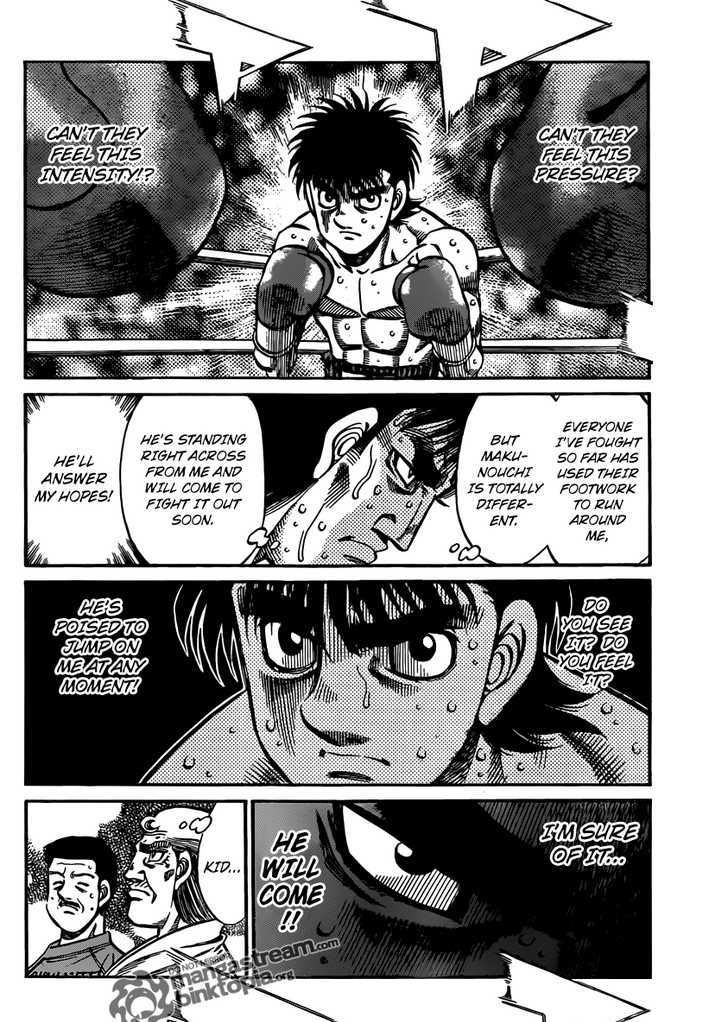 CAN'T THEY
FEEL THIS
PRESSURE?
CAN'T THEY
FEEL THIS
INTENSITY!?
EVERYONE
I'VE FOUGHT
SO FAR HAS
USED THEIR
FOOTWORK
TO RUN
AROUND
ME,
BUT
MAKU-
NOUCHI
IS TOTALLY
DIFFER-
ENT.
HE'S STANDING
RIGHT ACROSS
FROM ME AND
WILL COME TO
FIGHT IT OUT
SOON.
HE'LL
ANSWER
MY HOPES!
DO
YOU SEE
IT? DO
YOU FEEL
IT?
HE'S
POISED TO
JUMP ON
ME AT ANY
MOMENT!
I'M SURE
OF IT...
HE
WILL
COME
!!
KID...
DO NOT MIRROR
mangastream.com
binktopia.org